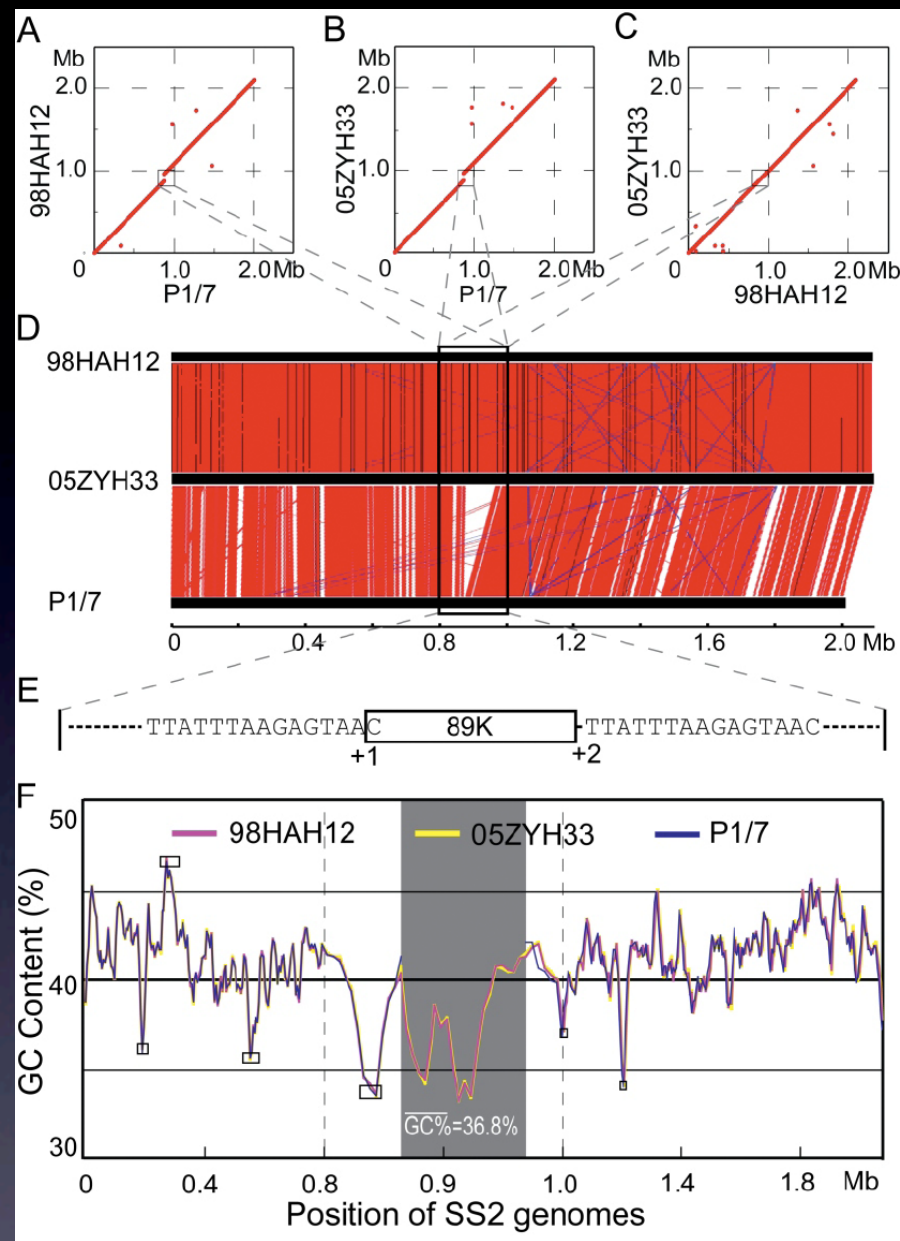 A
B
C
Mb
Mb
Mb
98HAH12
05ZYH33
05ZYH33
2.0
2.0
2.0
1.0
1.0
1.0
0
1.0
2.0Mb
0
1.0
2.0Mb
0
1.0
2.0Mb
P1/7
P1/7
98HAH12
D
98HAH12
05ZYH33
P1/7
0 0.4 0.8 1.0 1.2 1.6 2.0 Mb
E
TTATTTAAGAGTAAC 89K TTATTTAAGAGTAAC
+1 +2
F
98HAH12 05ZYH33 P1/7
GC Content (%)
50
40
30
GC%=36.8%
0 0.4 0.8 0.9 1.0 1.4 1.8 Mb
Position of SS2 genomes